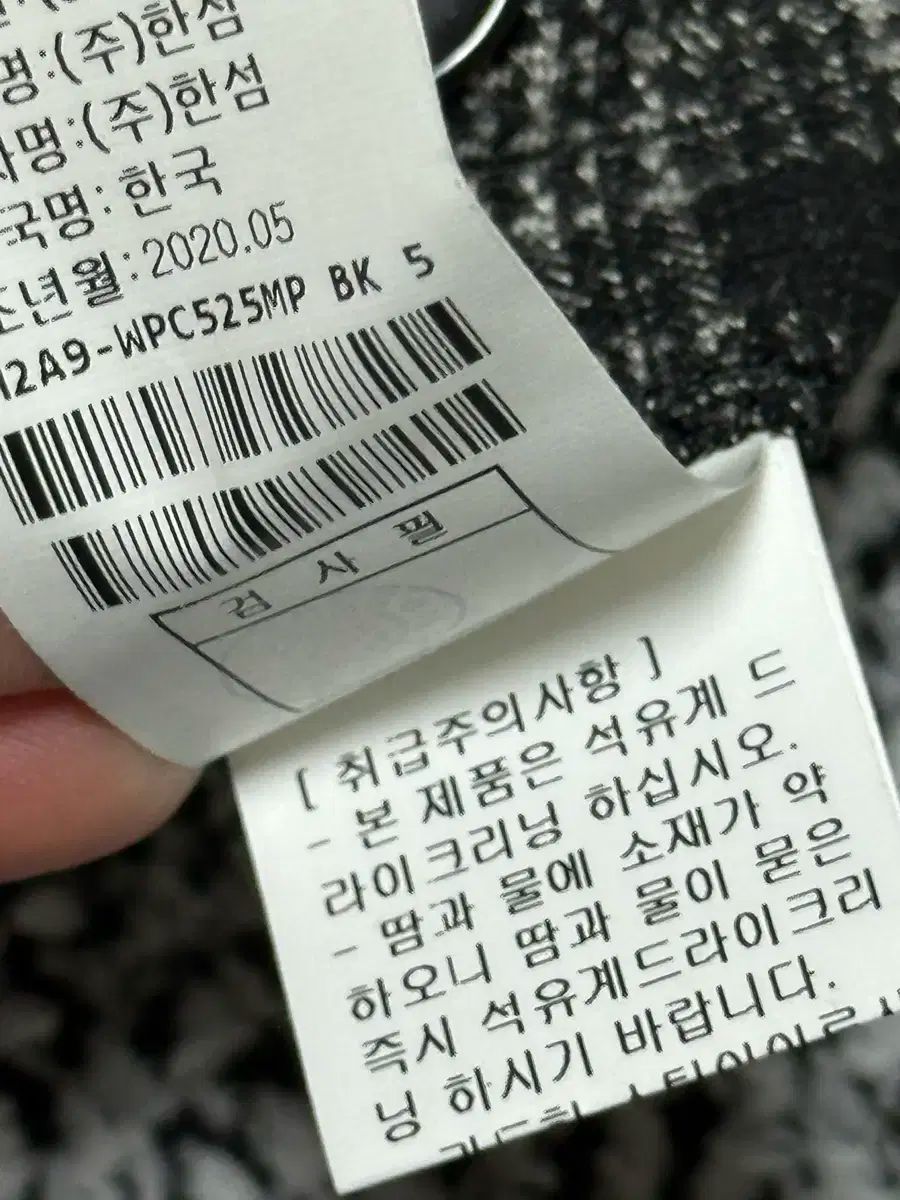 명:(주)한섬
명:(주)한섬
국명:한국
년월:2020.05
2A9-WPC525MP BK 5
검 사 필
[ 취급주의사항 ]
- 본 제품은 석유계 드
라이크리닝 하십시오.
- 땀과 물에 소재가 약
하오니 땀과 물이 묻은
즉시 석유계드라이크리
닝 하시기 바랍니다.